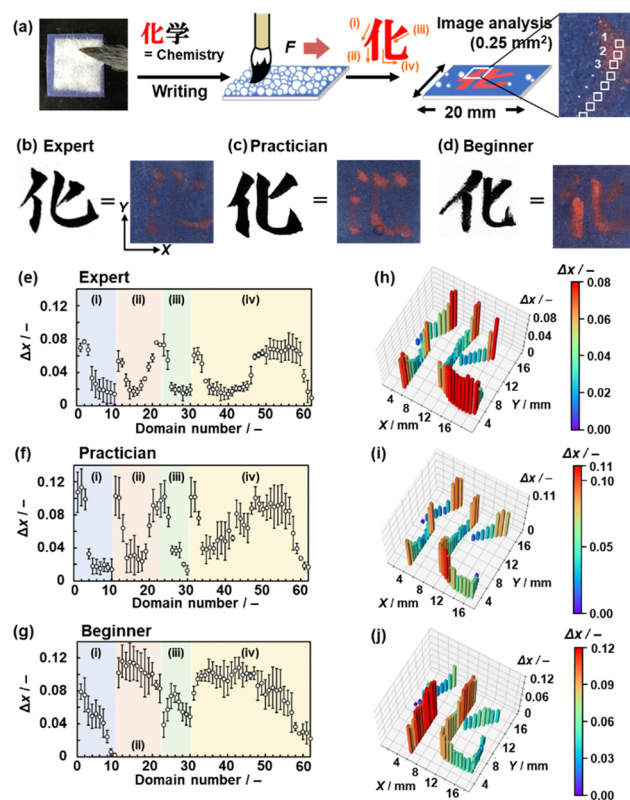 (a)
化学
= Chemistry
Writing
F
化
(i)
(ii)
(iii)
(iv)
Image analysis
(0.25 mm²)
20 mm
1
2
3
(b) Expert
化 =
Y
X
(c) Practician
化 =
(d) Beginner
化 =
(e) Expert
(i) (ii) (iii) (iv)
Δx / –
0.12
0.08
0.04
0
0 10 20 30 40 50 60
Domain number / –
(h)
Δx / –
0.08
0.04
0
4 8 12 16
X / mm
4 8 12 16
Y / mm
Δx / –
0.08
0.06
0.04
0.02
0.00
(f) Practician
(i) (ii) (iii) (iv)
Δx / –
0.12
0.08
0.04
0
0 10 20 30 40 50 60
Domain number / –
(i)
Δx / –
0.11
0
4 8 12 16
X / mm
4 8 12 16
Y / mm
Δx / –
0.11
0.10
0.05
0.00
(g) Beginner
(i) (ii) (iii) (iv)
Δx / –
0.12
0.08
0.04
0
0 10 20 30 40 50 60
Domain number / –
(j)
Δx / –
0.12
0.06
0
4 8 12 16
X / mm
4 8 12 16
Y / mm
Δx / –
0.12
0.09
0.06
0.03
0.00